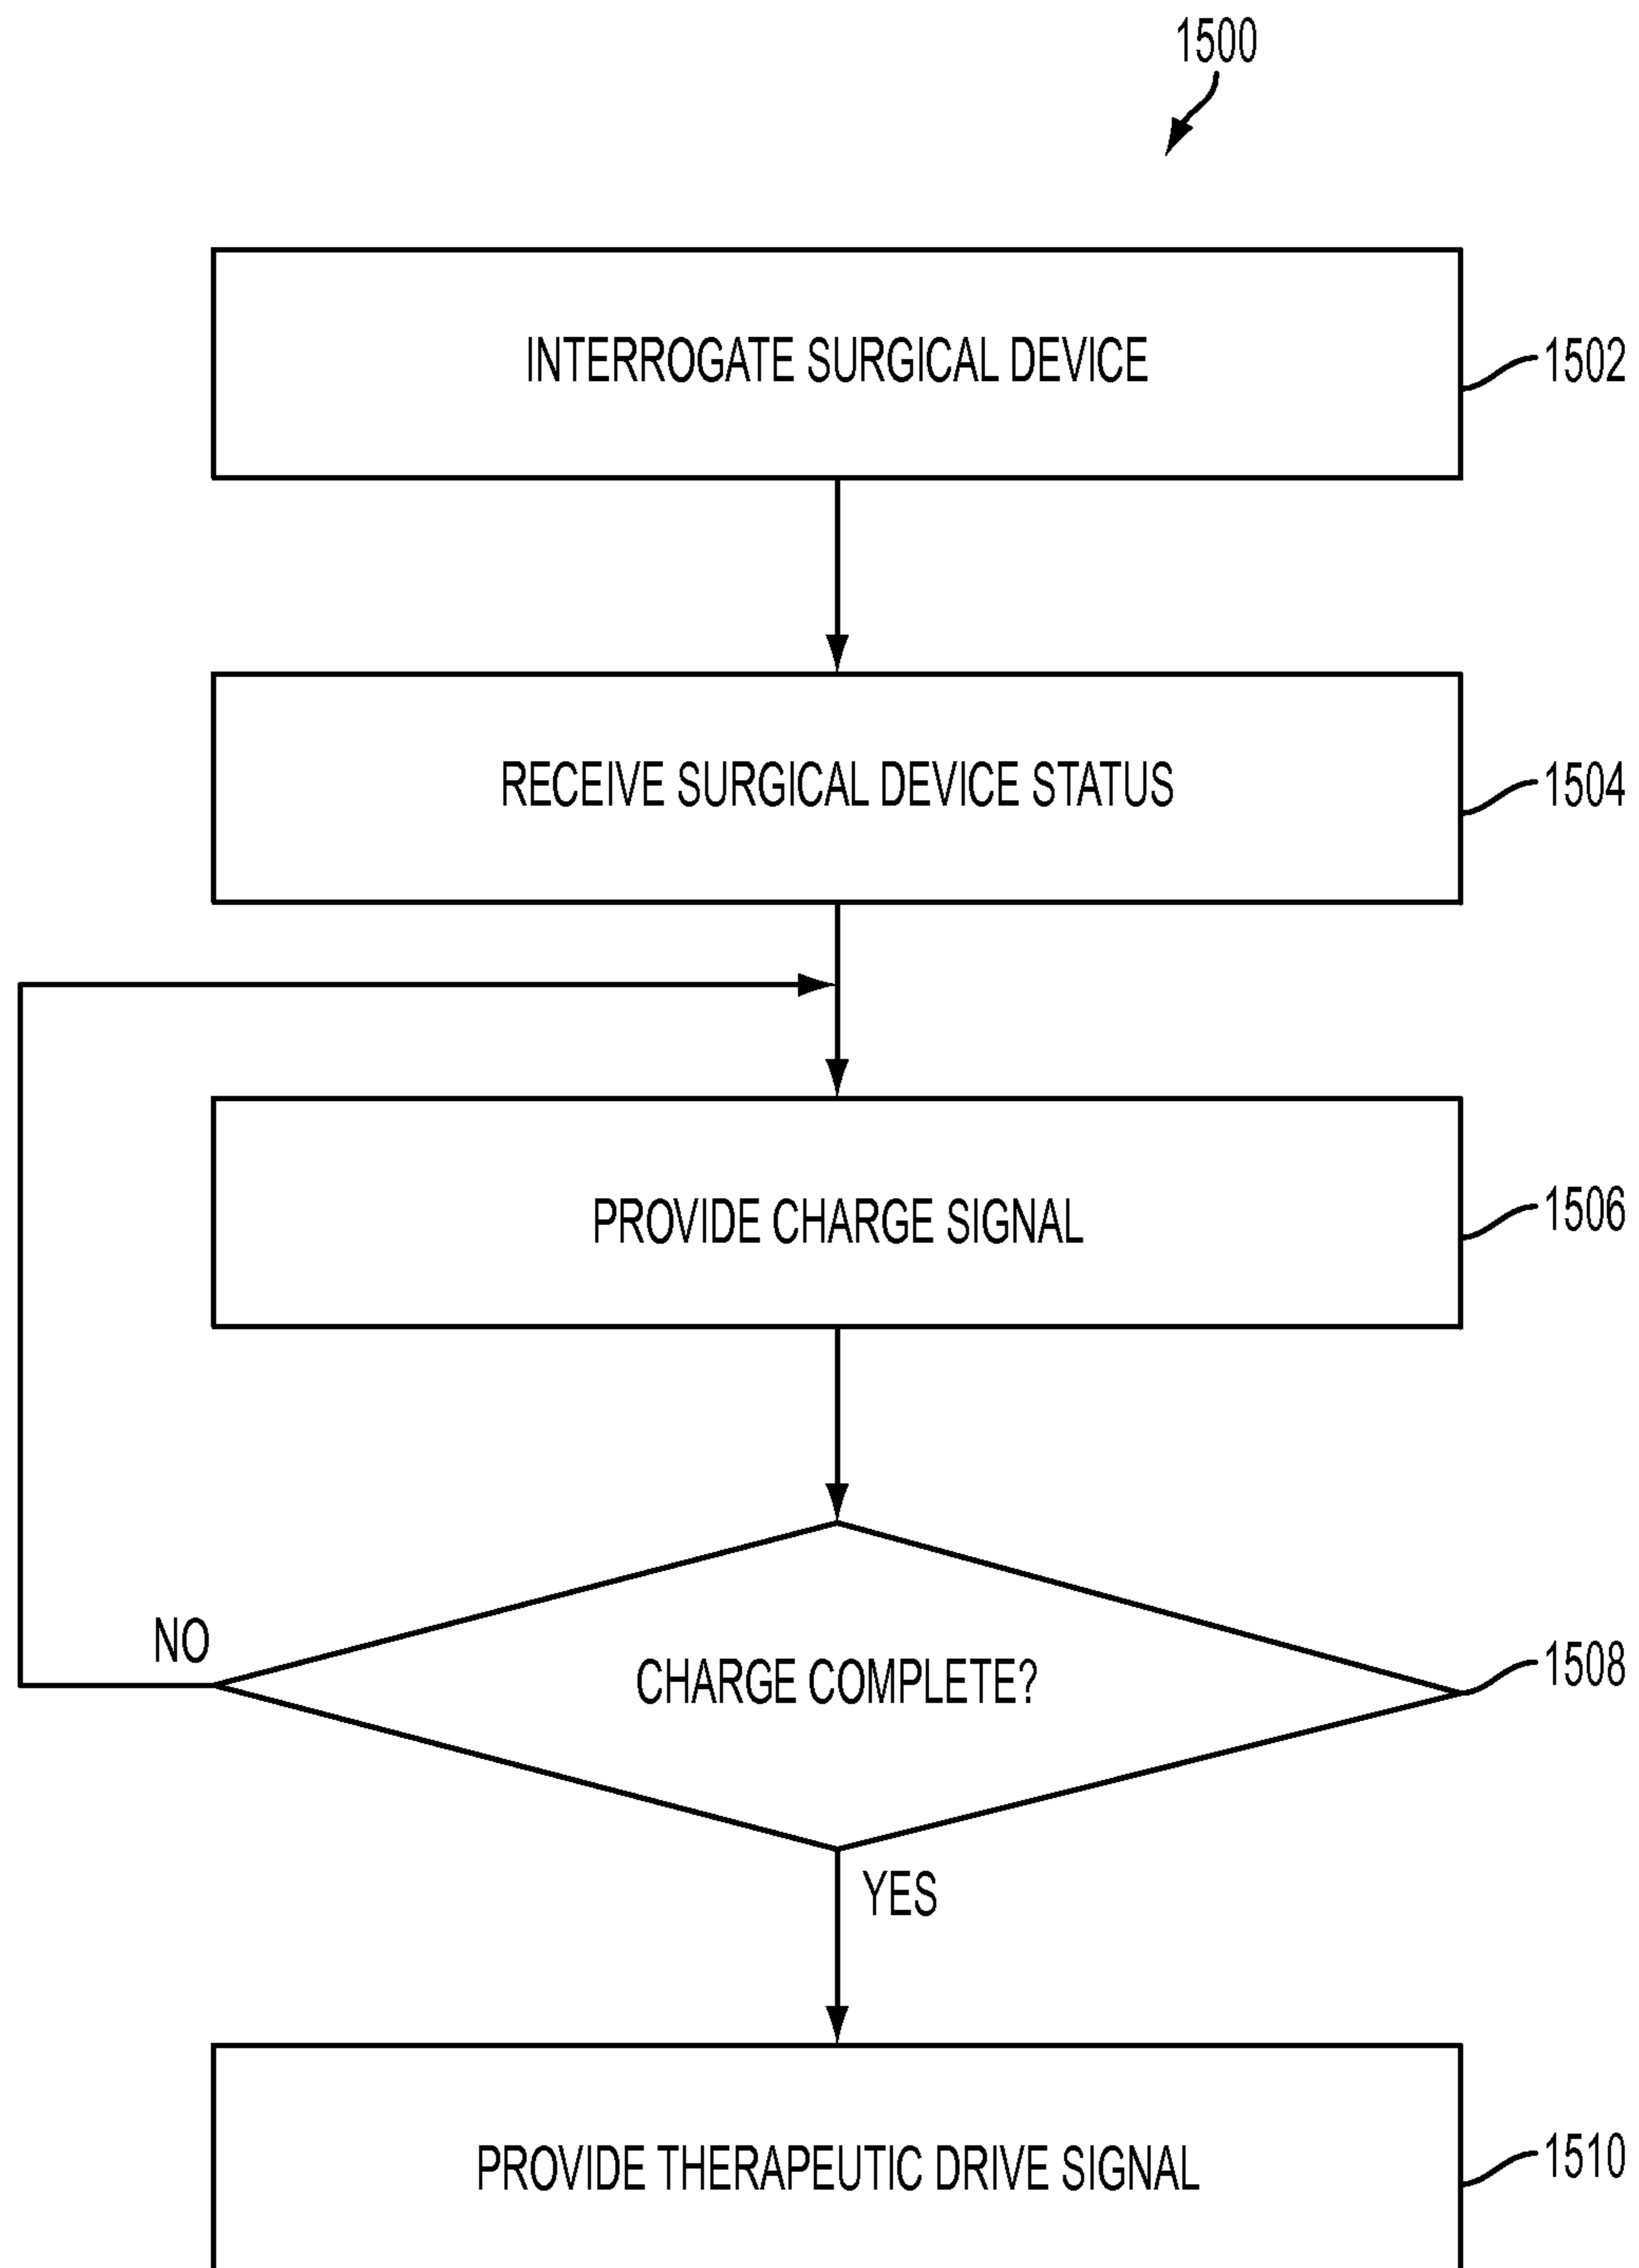 1500
INTERROGATE SURGICAL DEVICE
1502
RECEIVE SURGICAL DEVICE STATUS
1504
PROVIDE CHARGE SIGNAL
1506
NO
CHARGE COMPLETE?
1508
YES
PROVIDE THERAPEUTIC DRIVE SIGNAL
1510